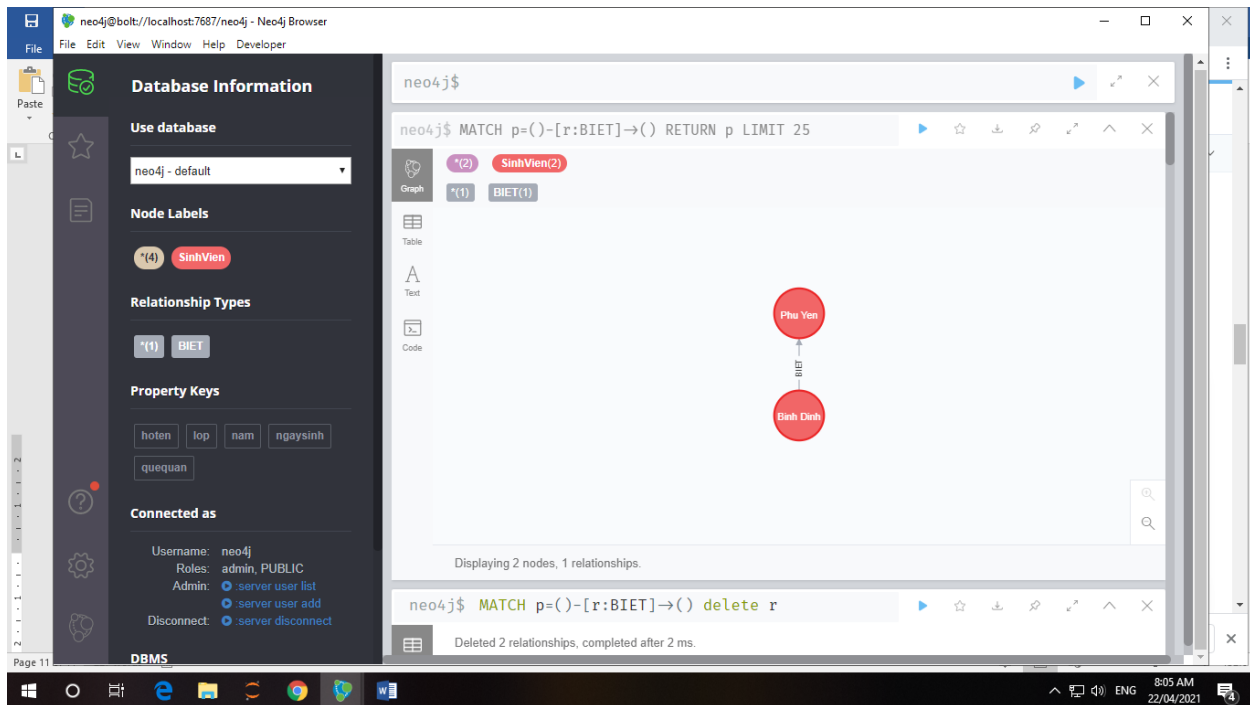 neo4j@bolt://localhost:7687/neo4j - Neo4j Browser
File
File Edit View Window Help Developer
Paste
Database Information
Use database
neo4j - default
Node Labels
*(4) SinhVien
Relationship Types
*(1) BIET
Property Keys
hoten lop nam ngaysinh
quequan
Connected as
Username: neo4j
Roles: admin, PUBLIC
Admin: :server user list
:server user add
Disconnect: :server disconnect
DBMS
neo4j$
neo4j$ MATCH p=()-[r:BIET]→() RETURN p LIMIT 25
Graph
Table
Text
Code
*(2) SinhVien(2)
*(1) BIET(1)
Phu Yen
BIET
Binh Dinh
Displaying 2 nodes, 1 relationships.
neo4j$ MATCH p=()-[r:BIET]→() delete r
Deleted 2 relationships, completed after 2 ms.
Page 11
ENG
8:05 AM
22/04/2021
4